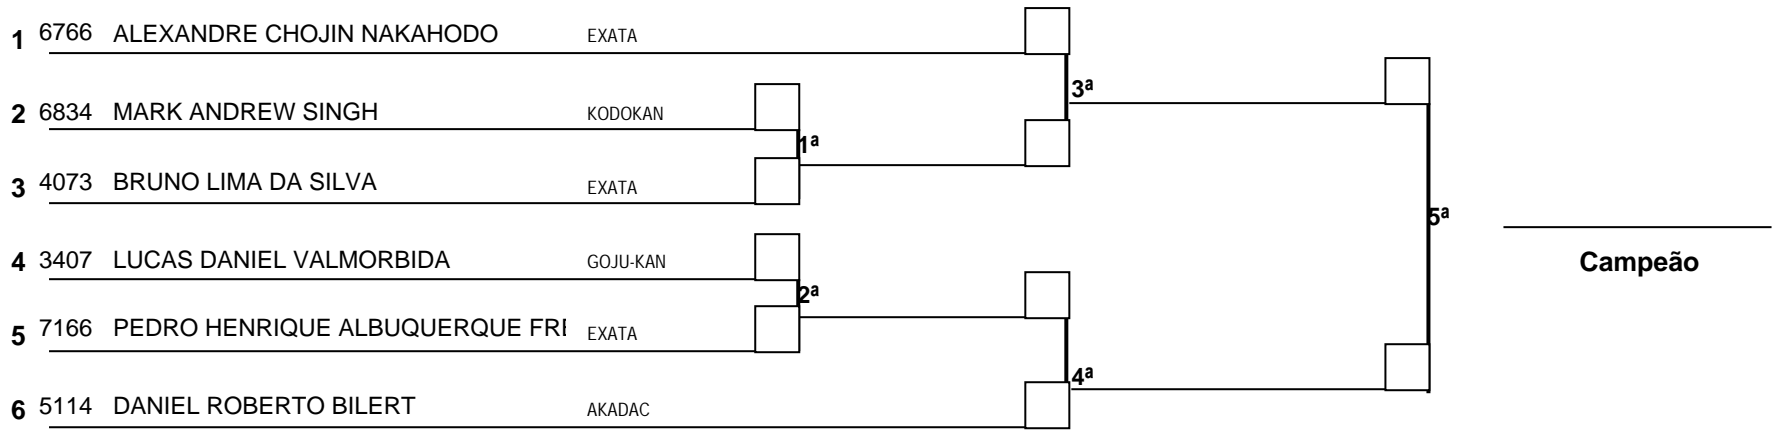 1 6766 ALEXANDRE CHOJIN NAKAHODO EXATA
3ª
2 6834 MARK ANDREW SINGH KODOKAN
1ª
3 4073 BRUNO LIMA DA SILVA EXATA
5ª
4 3407 LUCAS DANIEL VALMORBIDA GOJU-KAN
Campeão
2ª
5 7166 PEDRO HENRIQUE ALBUQUERQUE EXATA
4ª
6 5114 DANIEL ROBERTO BILERT AKADAC